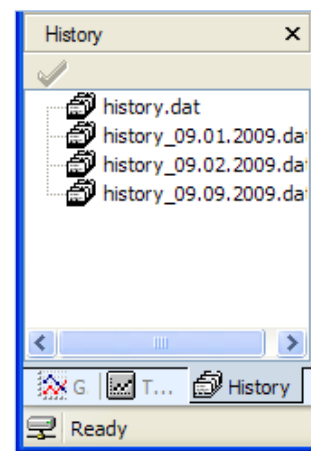 History
history.dat
history_09.01.2009.da
history_09.02.2009.da
history_09.09.2009.da
G T... History
Ready